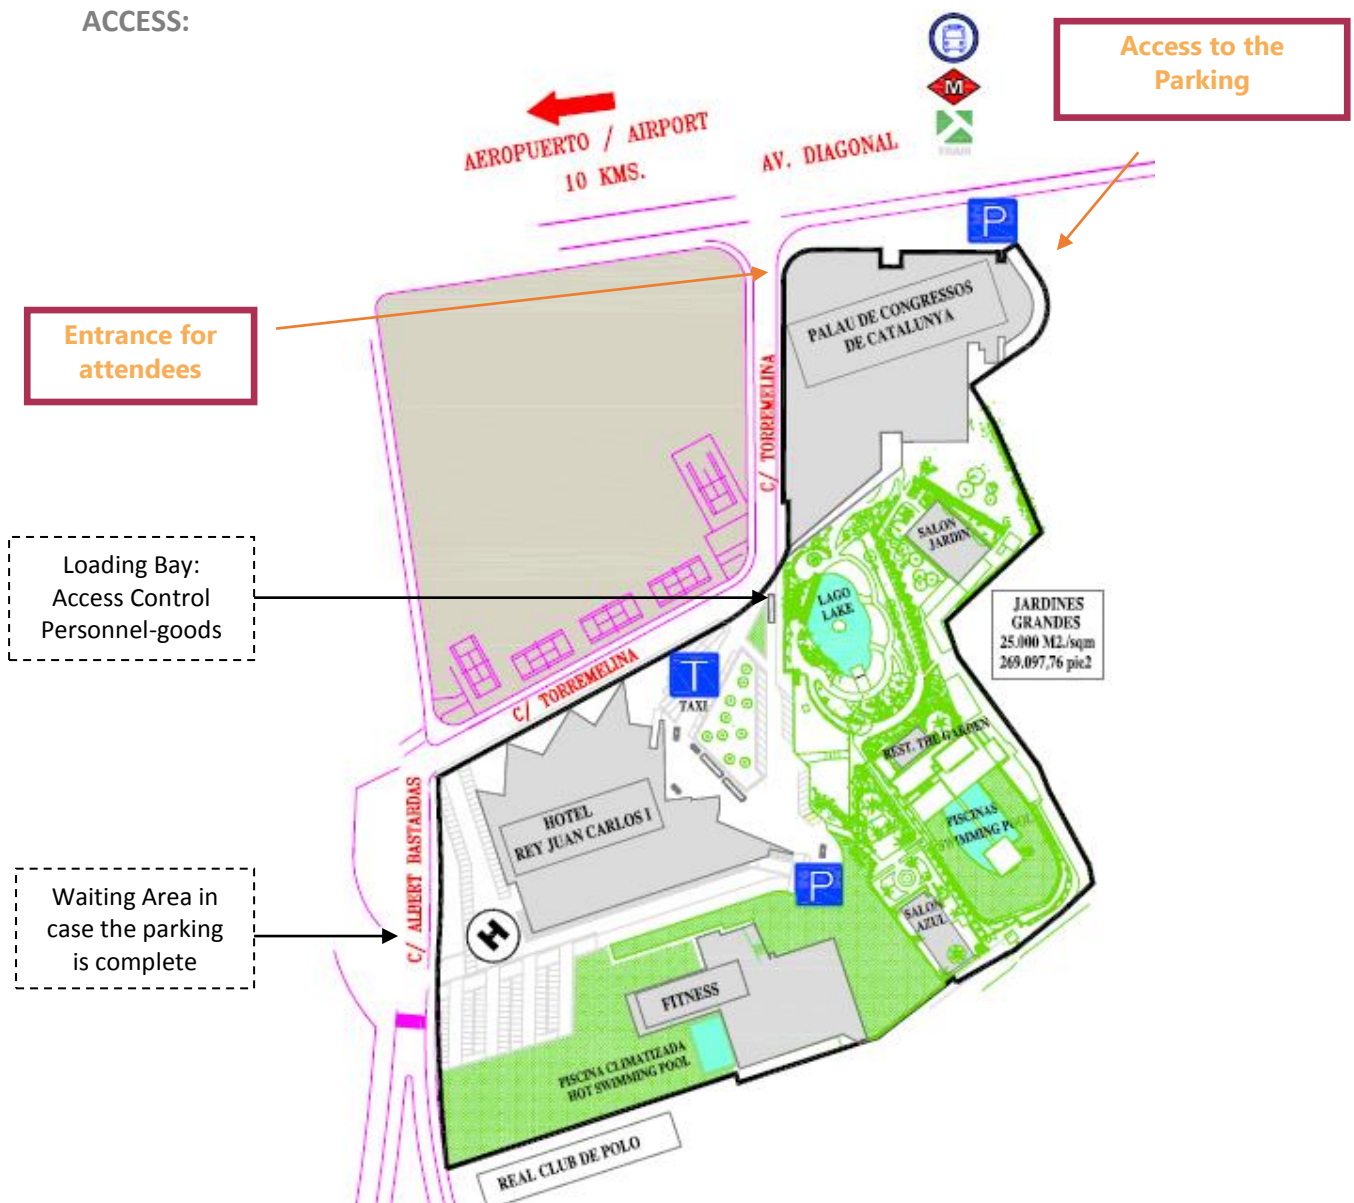 ACCESS:
Access to the
Parking
M
AEROPUERTO / AIRPORT
10 KMS.
AV. DIAGONAL
P
PALAU DE CONGRESSOS
DE CATALUNYA
Entrance for
attendees
C/ TORREMELINA
SALON
JARDIN
Loading Bay:
Access Control
Personnel-goods
LAGO
LAKE
JARDINES
GRANDES
25.000 M2./sqm
269.097,76 pie2
C/ TORREMELINA
T
TAXI
REST. THE GARDEN
HOTEL
REY JUAN CARLOS I
PISCINAS
SWIMMING POOL
C/ ALBERT BASTARDAS
P
Waiting Area in
case the parking
is complete
H
SALON
AZUL
FITNESS
PISCINA CLIMATIZADA
HOT SWIMMING POOL
REAL CLUB DE POLO